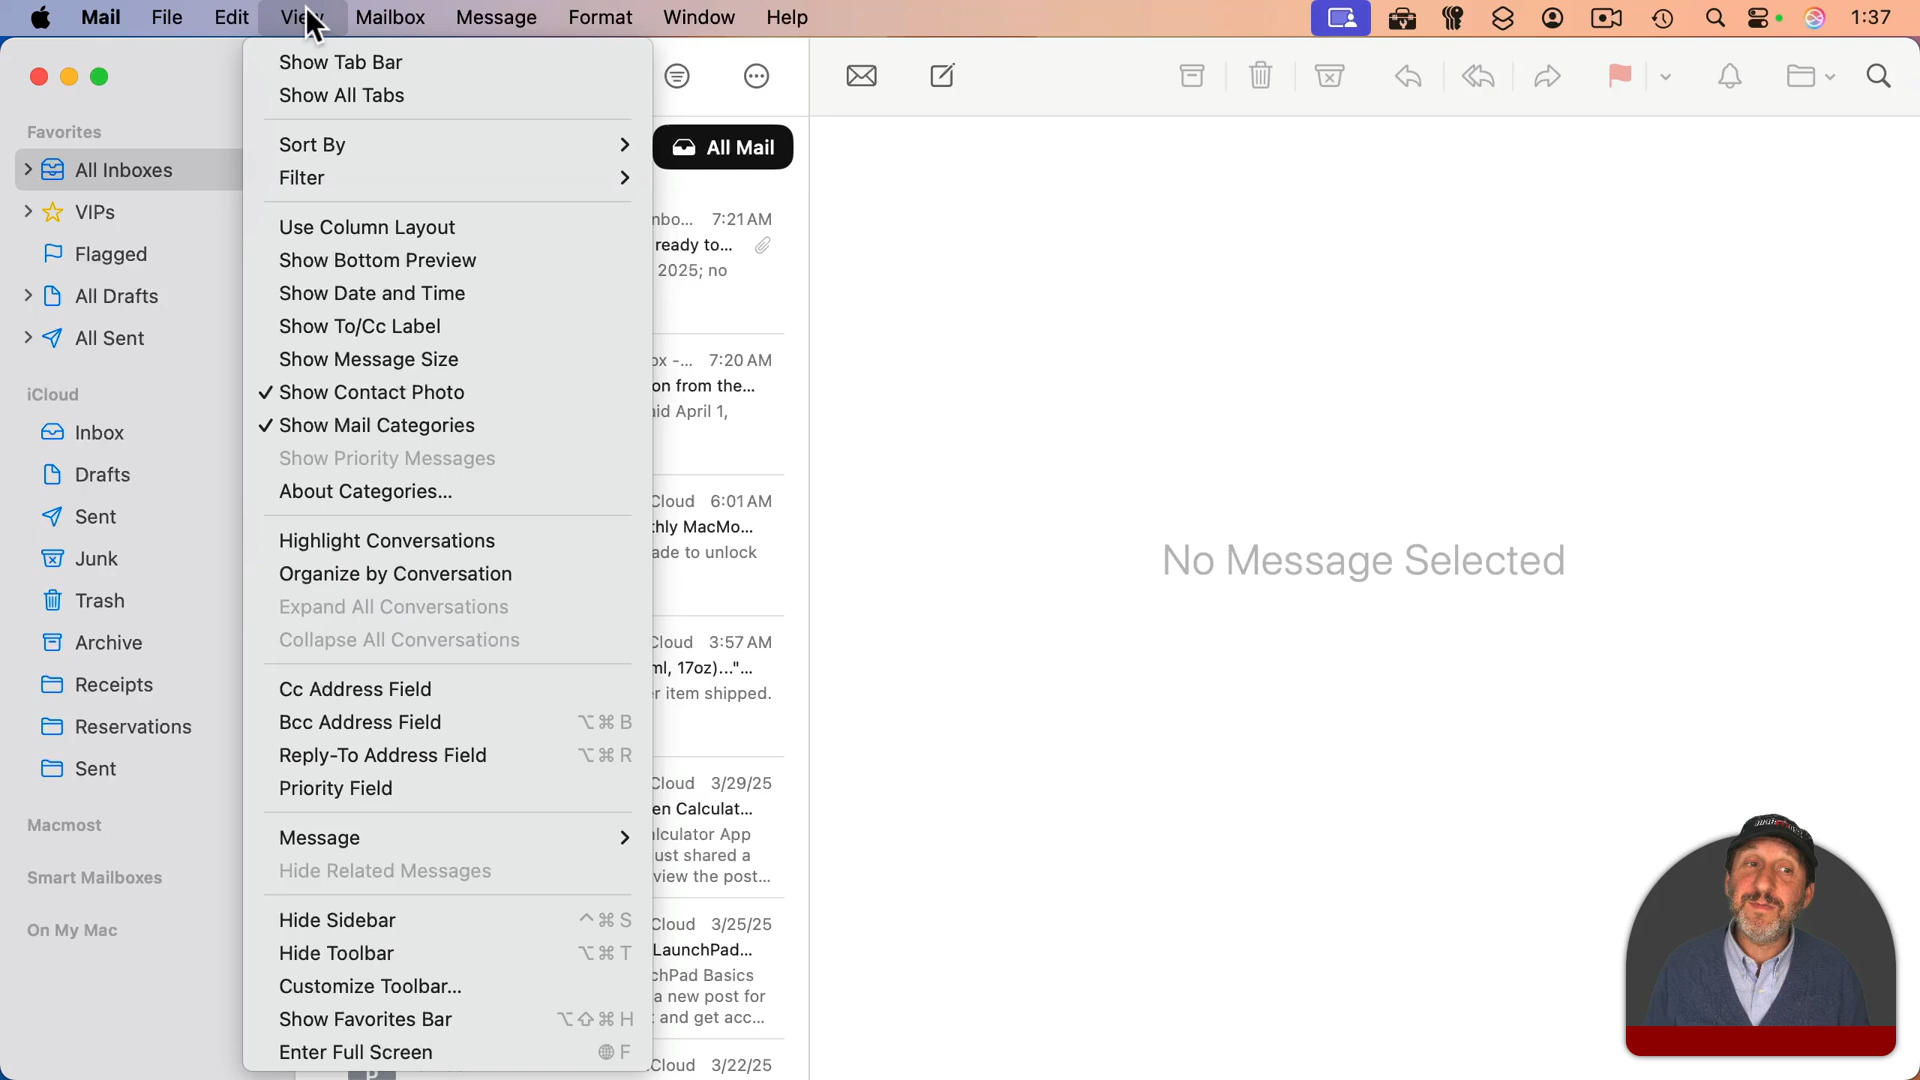 Mail File Edit View Mailbox Message Format Window Help 1:37
Show Tab Bar
Show All Tabs
Sort By
Filter
Use Column Layout
Show Bottom Preview
Show Date and Time
Show To/Cc Label
Show Message Size
✓ Show Contact Photo
✓ Show Mail Categories
Show Priority Messages
About Categories...
Highlight Conversations
Organize by Conversation
Expand All Conversations
Collapse All Conversations
Cc Address Field
Bcc Address Field ⌥⌘B
Reply-To Address Field ⌥⌘R
Priority Field
Message
Hide Related Messages
Hide Sidebar ^⌘S
Hide Toolbar ⌥⌘T
Customize Toolbar...
Show Favorites Bar ⌥⇧⌘H
Enter Full Screen F
Favorites
All Inboxes
VIPs
Flagged
All Drafts
All Sent
iCloud
Inbox
Drafts
Sent
Junk
Trash
Archive
Receipts
Reservations
Sent
Macmost
Smart Mailboxes
On My Mac
All Mail
nbo... 7:21 AM
ready to...
2025; no
ox -... 7:20 AM
on from the...
aid April 1,
Cloud 6:01 AM
thly MacMo...
ade to unlock
Cloud 3:57 AM
ml, 17oz)..."...
r item shipped.
Cloud 3/29/25
en Calculat...
alculator App
ust shared a
view the post...
Cloud 3/25/25
LaunchPad...
chPad Basics
a new post for
and get acc...
Cloud 3/22/25
No Message Selected